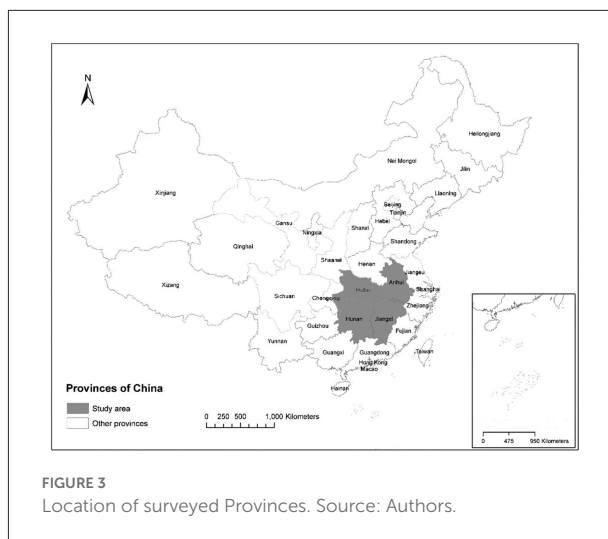 N
Heilongjiang
Nei Mongol
Jilin
Xinjiang
Liaoning
Beijing
Tianjin
Hebei
Gansu
Shanxi
Ningxia
Shandong
Qinghai
Shaanxi
Henan
Jiangsu
Anhui
Xizang
Hubei
Shanghai
Sichuan
Chongqing
Zhejiang
Hunan
Jiangxi
Guizhou
Fujian
Yunnan
Guangxi
Guangdong
Taiwan
Hong Kong
Macao
Hainan
Provinces of China
Study area
Other provinces
0 250 500 1,000 Kilometers
0 475 950 Kilometers
FIGURE 3
Location of surveyed Provinces. Source: Authors.